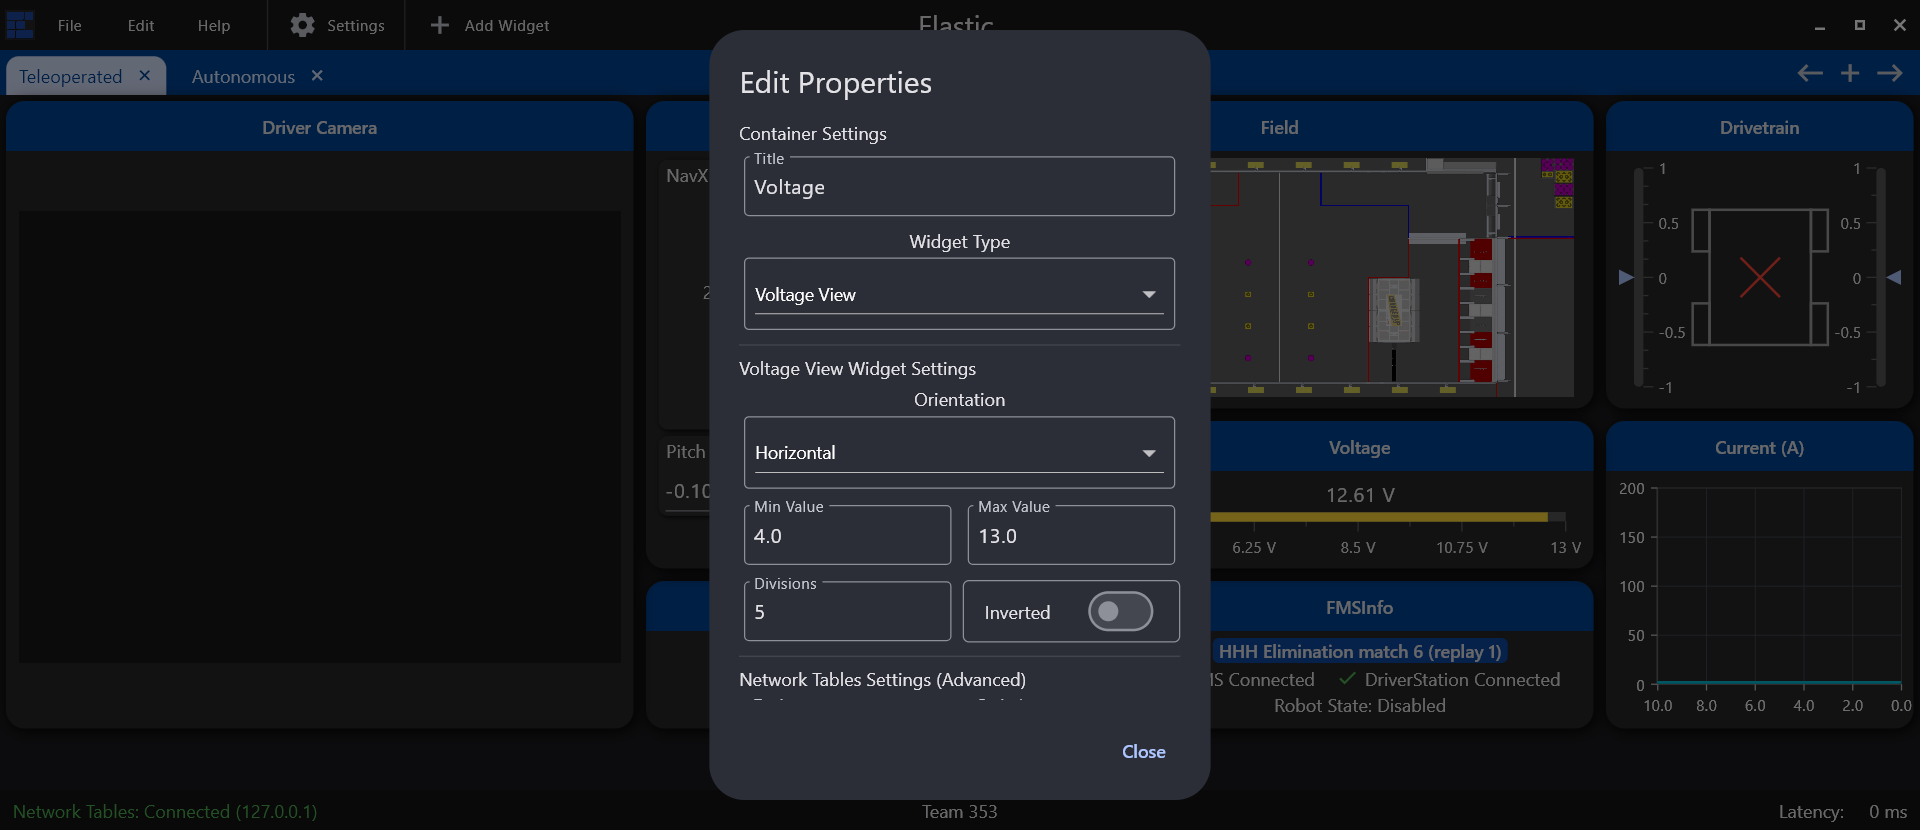 File Edit Help Settings Add Widget Elastic
Teleoperated Autonomous
Driver Camera
Field
Drivetrain
NavX
Pitch
-0.10
1 1
0.5 0.5
0 0
-0.5 -0.5
-1 -1
Edit Properties
Container Settings
Title
Voltage
Widget Type
Voltage View
Voltage View Widget Settings
Orientation
Horizontal
Min Value Max Value
4.0 13.0
Divisions
5 Inverted
Network Tables Settings (Advanced)
Close
Voltage
12.61 V
6.25 V 8.5 V 10.75 V 13 V
Current (A)
200
150
100
50
0
10.0 8.0 6.0 4.0 2.0 0.0
FMSInfo
HHH Elimination match 6 (replay 1)
Connected DriverStation Connected
Robot State: Disabled
Network Tables: Connected (127.0.0.1) Team 353 Latency: 0 ms